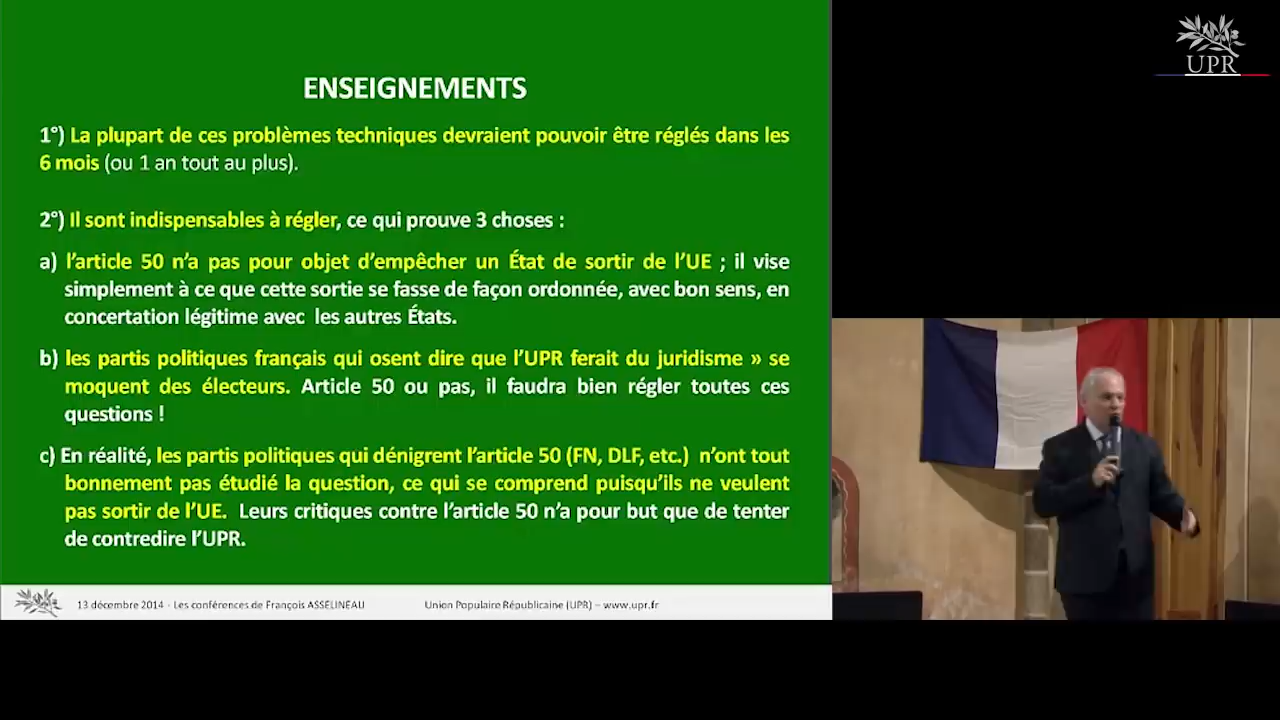 UPR
ENSEIGNEMENTS
1°) La plupart de ces problèmes techniques devraient pouvoir être réglés dans les
6 mois (ou 1 an tout au plus).
2°) Il sont indispensables à régler, ce qui prouve 3 choses :
a) l’article 50 n’a pas pour objet d’empêcher un État de sortir de l’UE ; il vise
simplement à ce que cette sortie se fasse de façon ordonnée, avec bon sens, en
concertation légitime avec les autres États.
b) les partis politiques français qui osent dire que l’UPR ferait du juridisme » se
moquent des électeurs. Article 50 ou pas, il faudra bien régler toutes ces
questions !
c) En réalité, les partis politiques qui dénigrent l’article 50 (FN, DLF, etc.) n’ont tout
bonnement pas étudié la question, ce qui se comprend puisqu’ils ne veulent
pas sortir de l’UE. Leurs critiques contre l’article 50 n’a pour but que de tenter
de contredire l’UPR.
13 décembre 2014 - Les conférences de François ASSELINEAU Union Populaire Républicaine (UPR) – www.upr.fr